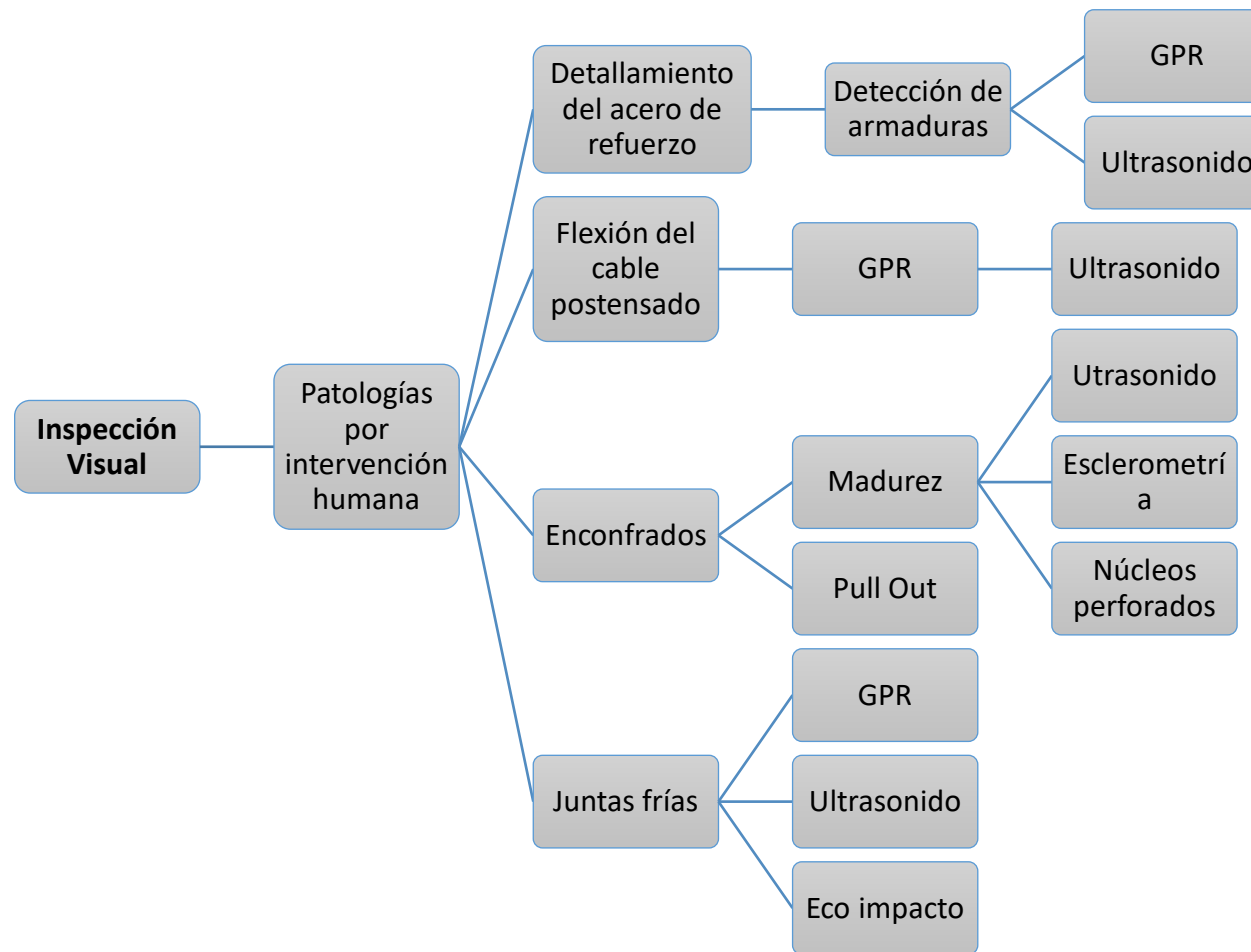 Inspección
Visual
Patologías
por
intervención
humana
Detallamiento
del acero de
refuerzo
Detección de
armaduras
GPR
Ultrasonido
Flexión del
cable
postensado
GPR
Ultrasonido
Enconfrados
Madurez
Utrasonido
Esclerometrí
a
Núcleos
perforados
Pull Out
Juntas frías
GPR
Ultrasonido
Eco impacto